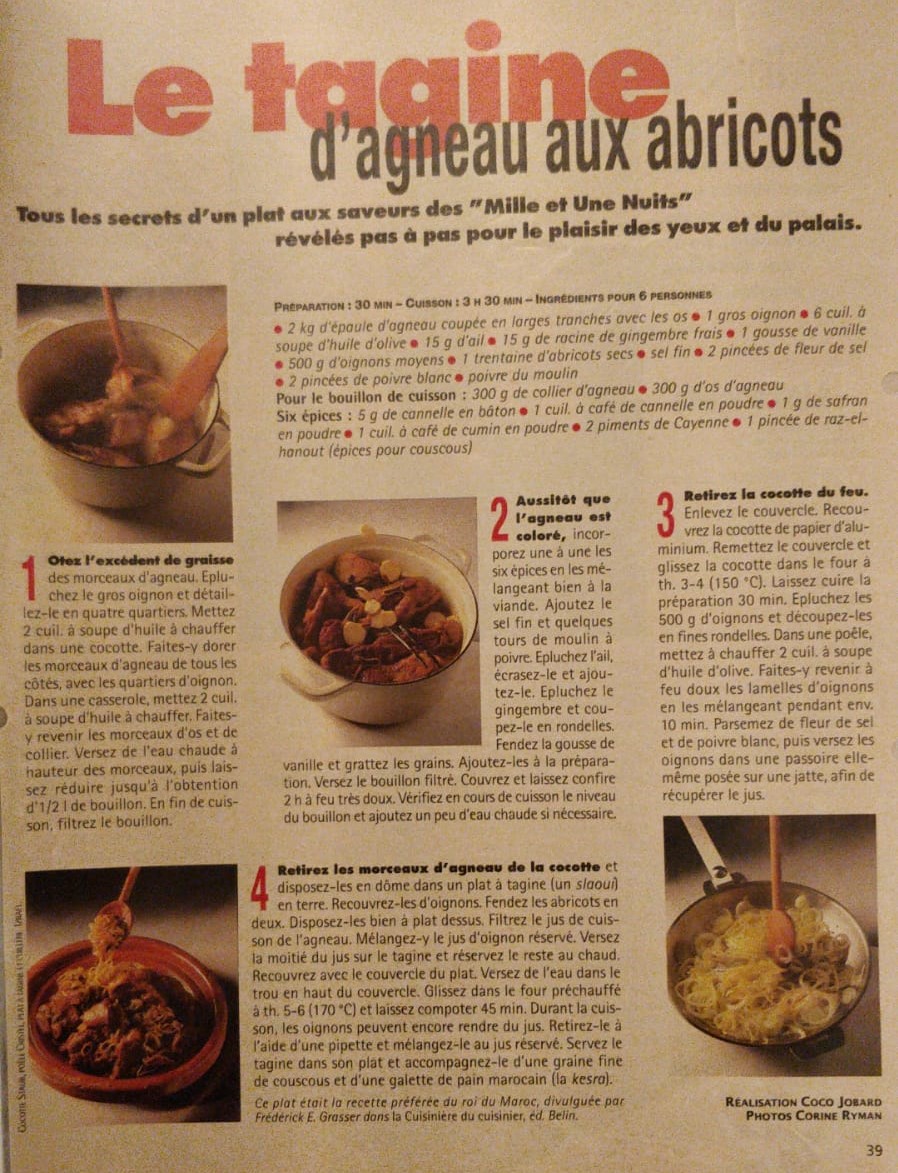 Le tagine
d'agneau aux abricots
Tous les secrets d'un plat aux saveurs des "Mille et Une Nuits"
révélés pas à pas pour le plaisir des yeux et du palais.
PRÉPARATION : 30 MIN – CUISSON : 3 H 30 MIN – INGRÉDIENTS POUR 6 PERSONNES
● 2 kg d'épaule d'agneau coupée en larges tranches avec les os ● 1 gros oignon ● 6 cuil. à
soupe d'huile d'olive ● 15 g d'ail ● 15 g de racine de gingembre frais ● 1 gousse de vanille
● 500 g d'oignons moyens ● 1 trentaine d'abricots secs ● sel fin ● 2 pincées de fleur de sel
● 2 pincées de poivre blanc ● poivre du moulin
Pour le bouillon de cuisson : 300 g de collier d'agneau ● 300 g d'os d'agneau
Six épices : 5 g de cannelle en bâton ● 1 cuil. à café de cannelle en poudre ● 1 g de safran
en poudre ● 1 cuil. à café de cumin en poudre ● 2 piments de Cayenne ● 1 pincée de raz-el-
hanout (épices pour couscous)
1 Otez l'excédent de graisse
des morceaux d'agneau. Eplu-
chez le gros oignon et détail-
lez-le en quatre quartiers. Mettez
2 cuil. à soupe d'huile à chauffer
dans une cocotte. Faites-y dorer
les morceaux d'agneau de tous les
côtés, avec les quartiers d'oignon.
Dans une casserole, mettez 2 cuil.
à soupe d'huile à chauffer. Faites-
y revenir les morceaux d'os et de
collier. Versez de l'eau chaude à
hauteur des morceaux, puis lais-
sez réduire jusqu'à l'obtention
d'1/2 l de bouillon. En fin de cuis-
son, filtrez le bouillon.
2 Aussitôt que
l'agneau est
coloré, incor-
porez une à une les
six épices en les mé-
langeant bien à la
viande. Ajoutez le
sel fin et quelques
tours de moulin à
poivre. Epluchez l'ail,
écrasez-le et ajou-
tez-le. Epluchez le
gingembre et cou-
pez-le en rondelles.
Fendez la gousse de
vanille et grattez les grains. Ajoutez-les à la prépara-
tion. Versez le bouillon filtré. Couvrez et laissez confire
2 h à feu très doux. Vérifiez en cours de cuisson le niveau
du bouillon et ajoutez un peu d'eau chaude si nécessaire.
3 Retirez la cocotte du feu.
Enlevez le couvercle. Recou-
vrez la cocotte de papier d'alu-
minium. Remettez le couvercle et
glissez la cocotte dans le four à
th. 3-4 (150 °C). Laissez cuire la
préparation 30 min. Epluchez les
500 g d'oignons et découpez-les
en fines rondelles. Dans une poêle,
mettez à chauffer 2 cuil. à soupe
d'huile d'olive. Faites-y revenir à
feu doux les lamelles d'oignons
en les mélangeant pendant env.
10 min. Parsemez de fleur de sel
et de poivre blanc, puis versez les
oignons dans une passoire elle-
même posée sur une jatte, afin de
récupérer le jus.
4 Retirez les morceaux d'agneau de la cocotte et
disposez-les en dôme dans un plat à tagine (un slaoui)
en terre. Recouvrez-les d'oignons. Fendez les abricots en
deux. Disposez-les bien à plat dessus. Filtrez le jus de cuis-
son de l'agneau. Mélangez-y le jus d'oignon réservé. Versez
la moitié du jus sur le tagine et réservez le reste au chaud.
Recouvrez avec le couvercle du plat. Versez de l'eau dans le
trou en haut du couvercle. Glissez dans le four préchauffé
à th. 5-6 (170 °C) et laissez compoter 45 min. Durant la cuis-
son, les oignons peuvent encore rendre du jus. Retirez-le à
l'aide d'une pipette et mélangez-le au jus réservé. Servez le
tagine dans son plat et accompagnez-le d'une graine fine
de couscous et d'une galette de pain marocain (la kesra).
Ce plat était la recette préférée du roi du Maroc, divulguée par
Frédérick E. Grasser dans la Cuisinière du cuisinier, éd. Belin.
COCOTTE STAUB, POÊLE CRISTEL, PLAT À TAGINE ET CUILLER
RÉALISATION COCO JOBARD
PHOTOS CORINE RYMAN
39